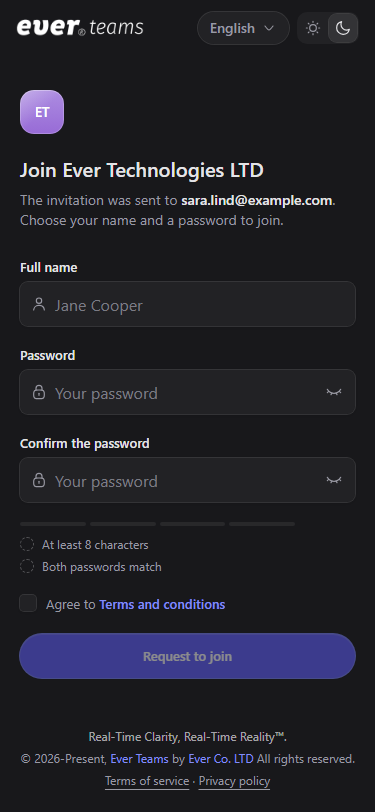 ever® teams
English
ET
Join Ever Technologies LTD
The invitation was sent to sara.lind@example.com.
Choose your name and a password to join.
Full name
Jane Cooper
Password
Your password
Confirm the password
Your password
At least 8 characters
Both passwords match
Agree to Terms and conditions
Request to join
Real-Time Clarity, Real-Time Reality™.
© 2026-Present, Ever Teams by Ever Co. LTD All rights reserved.
Terms of service · Privacy policy